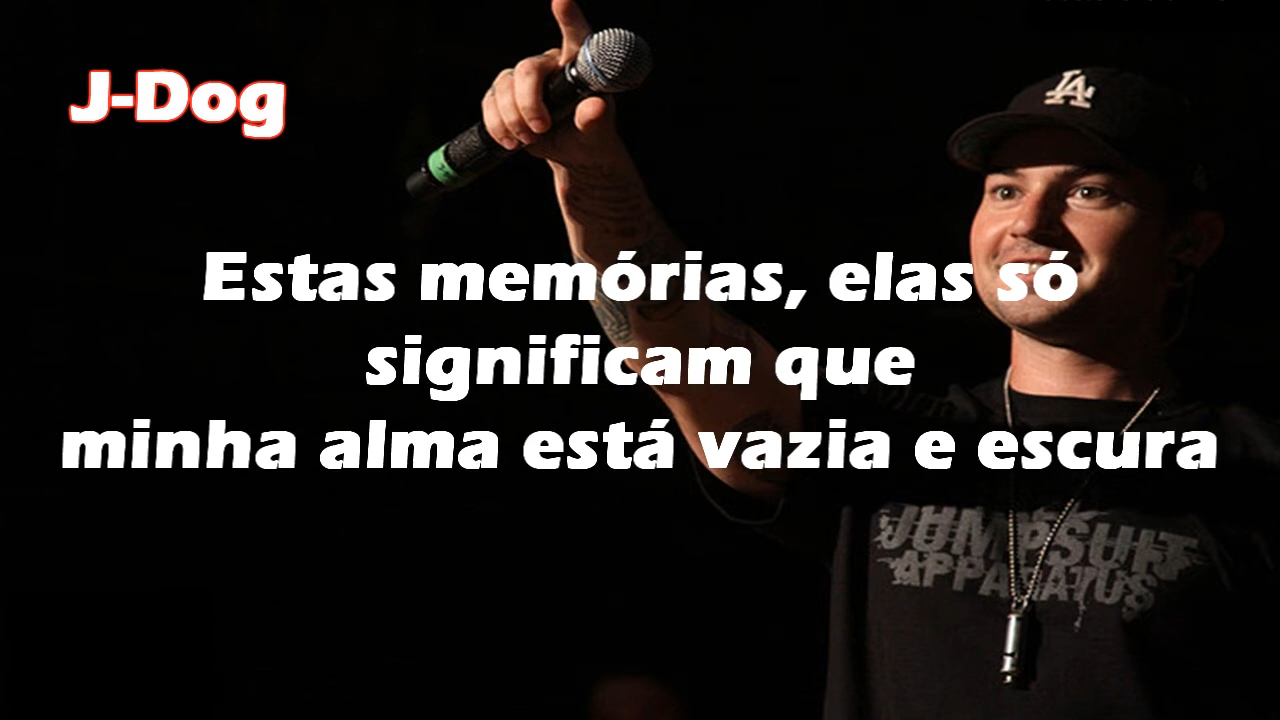 J-Dog
LA
Estas memórias, elas só
significam que
minha alma está vazia e escura
JUMPSUIT
APPARATUS